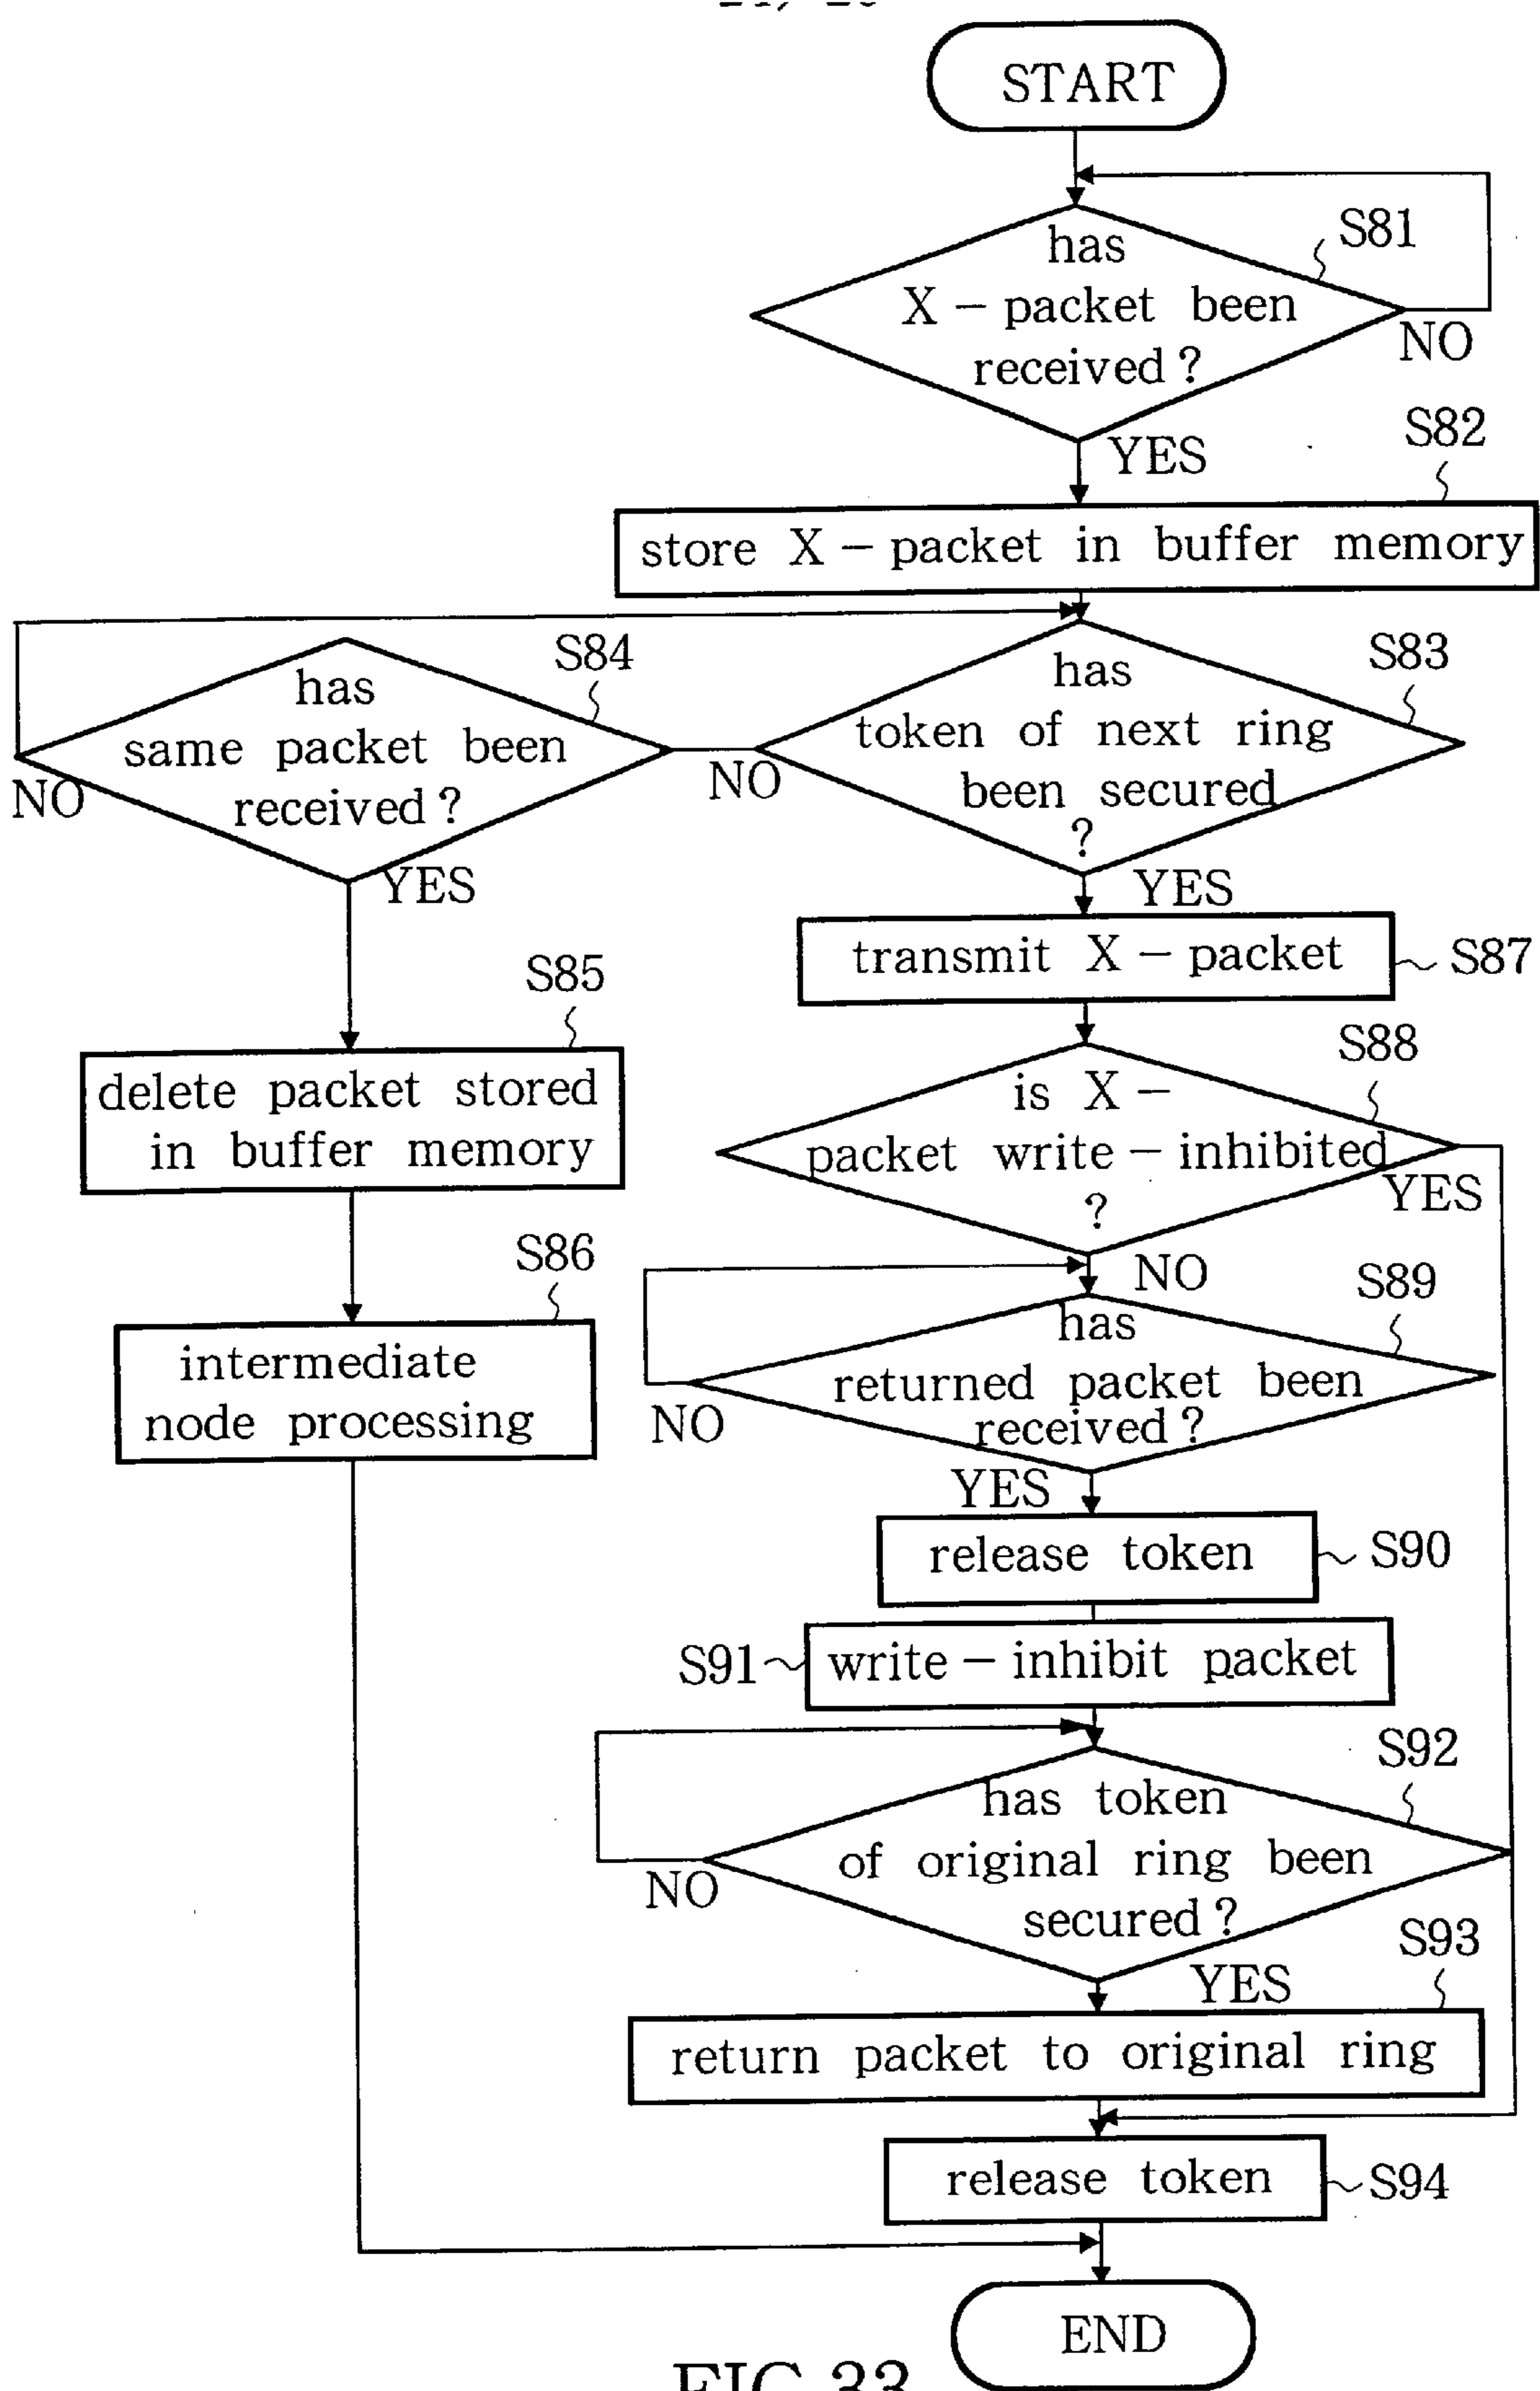 START
has
X - packet been
received ?
S81
NO
YES
S82
store X - packet in buffer memory
has
same packet been
received ?
S84
NO
YES
has
token of next ring
been secured
?
S83
NO
YES
transmit X - packet
S87
S85
delete packet stored
in buffer memory
is X -
packet write - inhibited
?
S88
YES
NO
S86
intermediate
node processing
has
returned packet been
received ?
S89
NO
YES
release token
S90
S91
write - inhibit packet
has token
of original ring been
secured ?
S92
NO
YES
S93
return packet to original ring
release token
S94
END
FIG.33